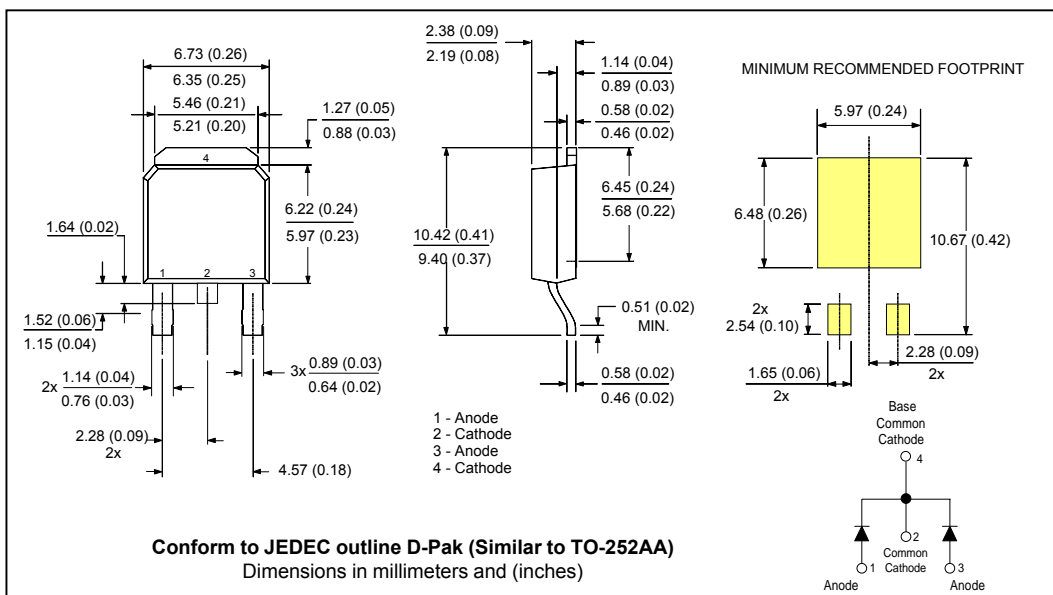 6.73 (0.26)
6.35 (0.25)
5.46 (0.21)
5.21 (0.20)
1.27 (0.05)
0.88 (0.03)
4
6.22 (0.24)
5.97 (0.23)
1.64 (0.02)
1
2
3
1.52 (0.06)
1.15 (0.04)
2x
1.14 (0.04)
0.76 (0.03)
3x
0.89 (0.03)
0.64 (0.02)
2.28 (0.09)
2x
4.57 (0.18)
2.38 (0.09)
2.19 (0.08)
1.14 (0.04)
0.89 (0.03)
0.58 (0.02)
0.46 (0.02)
6.45 (0.24)
5.68 (0.22)
10.42 (0.41)
9.40 (0.37)
0.51 (0.02)
MIN.
0.58 (0.02)
0.46 (0.02)
1 - Anode
2 - Cathode
3 - Anode
4 - Cathode
MINIMUM RECOMMENDED FOOTPRINT
5.97 (0.24)
6.48 (0.26)
10.67 (0.42)
2x
2.54 (0.10)
2.28 (0.09)
2x
1.65 (0.06)
2x
Base
Common
Cathode
4
2
Common
Cathode
1
Anode
3
Anode
Conform to JEDEC outline D-Pak (Similar to TO-252AA)
Dimensions in millimeters and (inches)